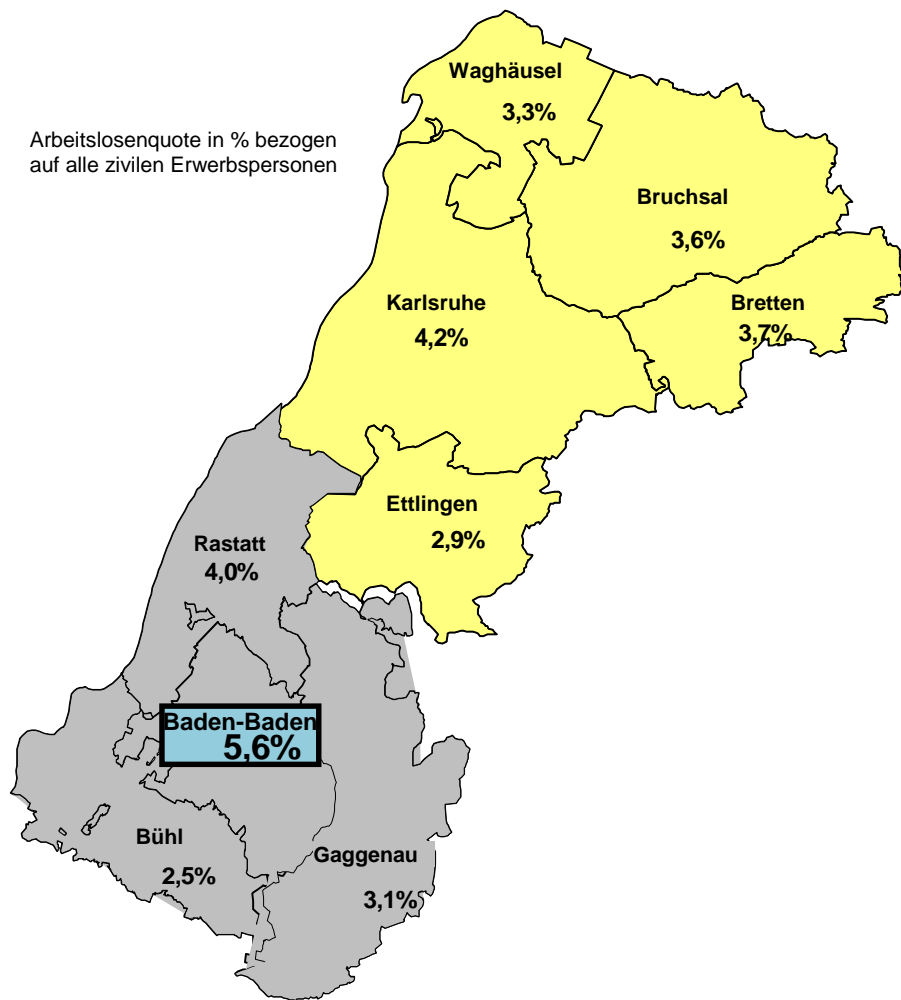 Waghäusel
3,3%
Arbeitslosenquote in % bezogen
auf alle zivilen Erwerbspersonen
Bruchsal
3,6%
Karlsruhe
4,2%
Bretten
3,7%
Ettlingen
2,9%
Rastatt
4,0%
Baden-Baden
5,6%
Bühl
2,5%
Gaggenau
3,1%